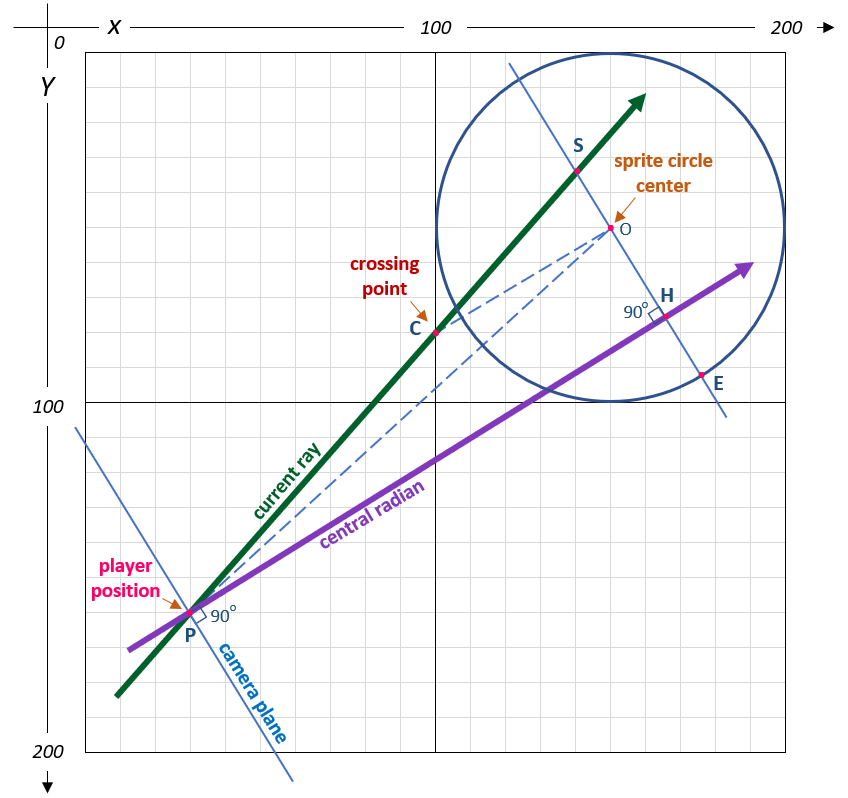 X
100
200
0
Y
S
sprite circle
center
O
crossing
point
H
90°
C
E
100
current ray
central radian
player
position
90°
P
camera plane
200